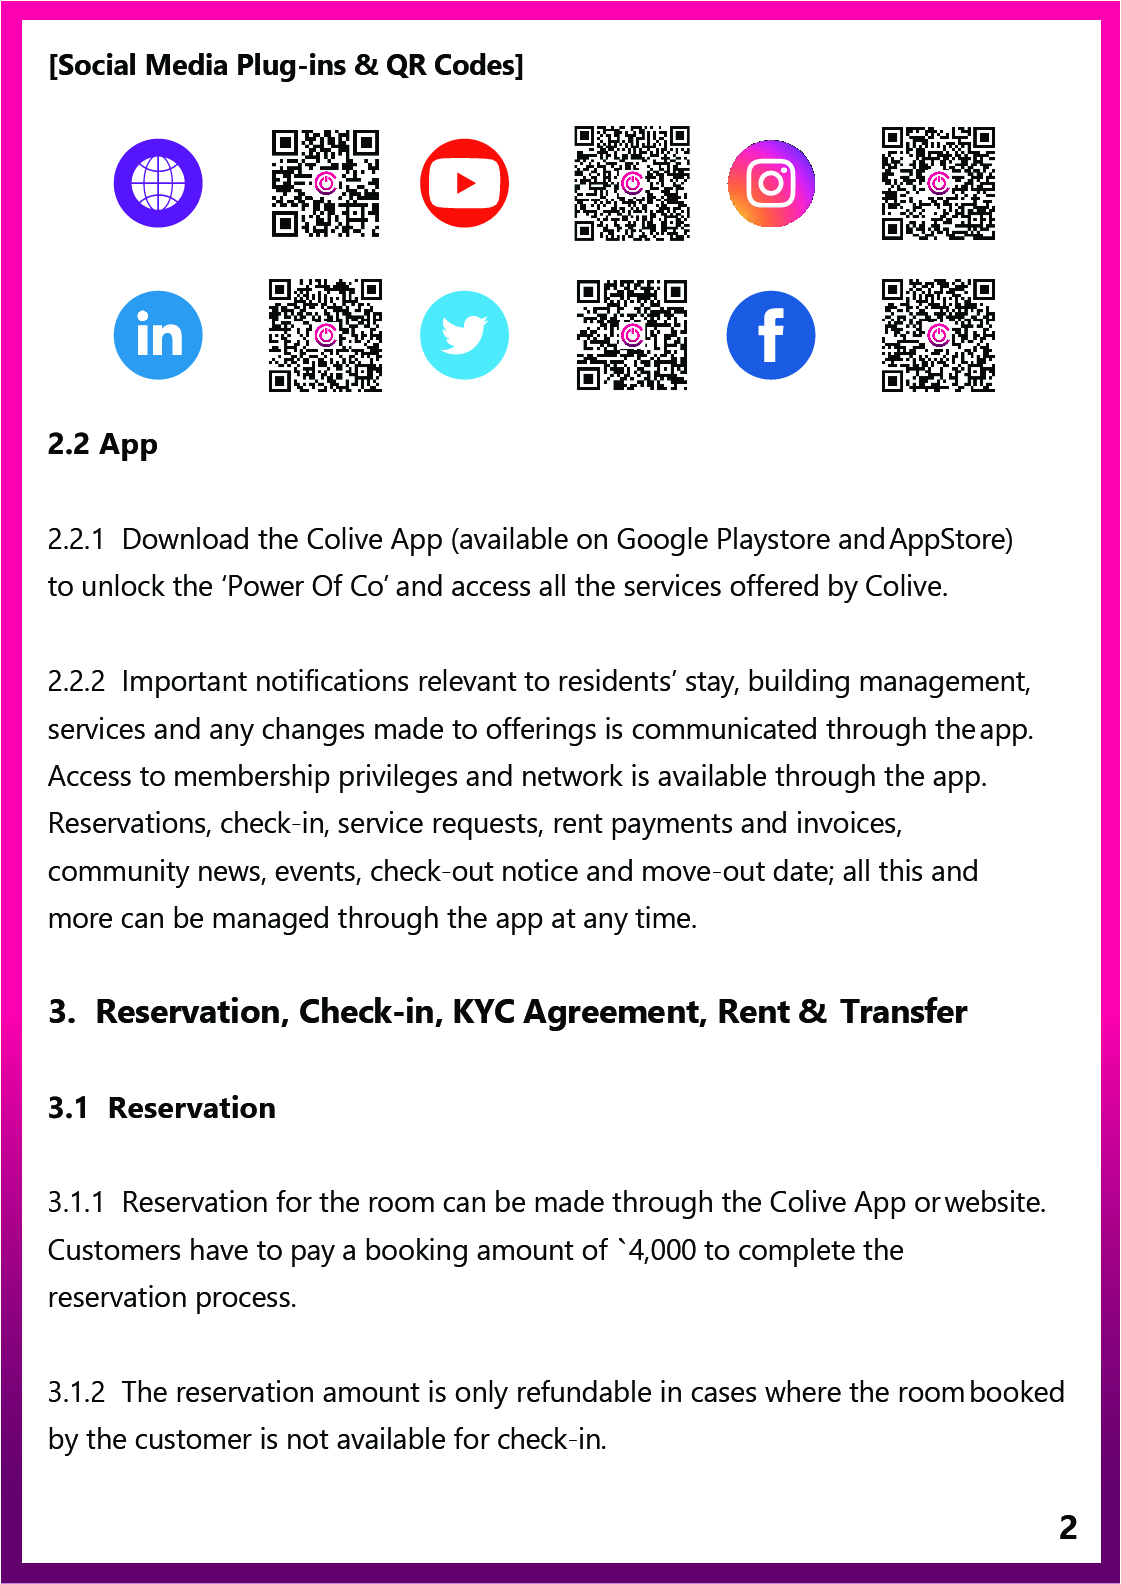 [Social Media Plug-ins & QR Codes]
in
f
2.2 App
2.2.1 Download the Colive App (available on Google Playstore and AppStore)
to unlock the ‘Power Of Co’ and access all the services offered by Colive.
2.2.2 Important notifications relevant to residents’ stay, building management,
services and any changes made to offerings is communicated through the app.
Access to membership privileges and network is available through the app.
Reservations, check-in, service requests, rent payments and invoices,
community news, events, check-out notice and move-out date; all this and
more can be managed through the app at any time.
3. Reservation, Check-in, KYC Agreement, Rent & Transfer
3.1 Reservation
3.1.1 Reservation for the room can be made through the Colive App or website.
Customers have to pay a booking amount of `4,000 to complete the
reservation process.
3.1.2 The reservation amount is only refundable in cases where the room booked
by the customer is not available for check-in.
2